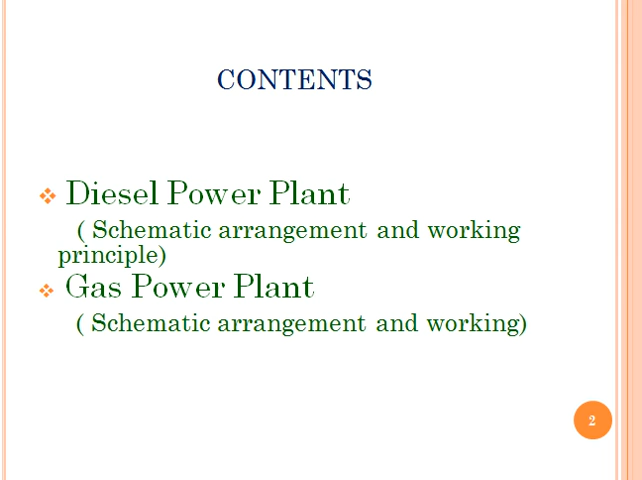 CONTENTS
❖ Diesel Power Plant
( Schematic arrangement and working
principle)
❖ Gas Power Plant
( Schematic arrangement and working)
2